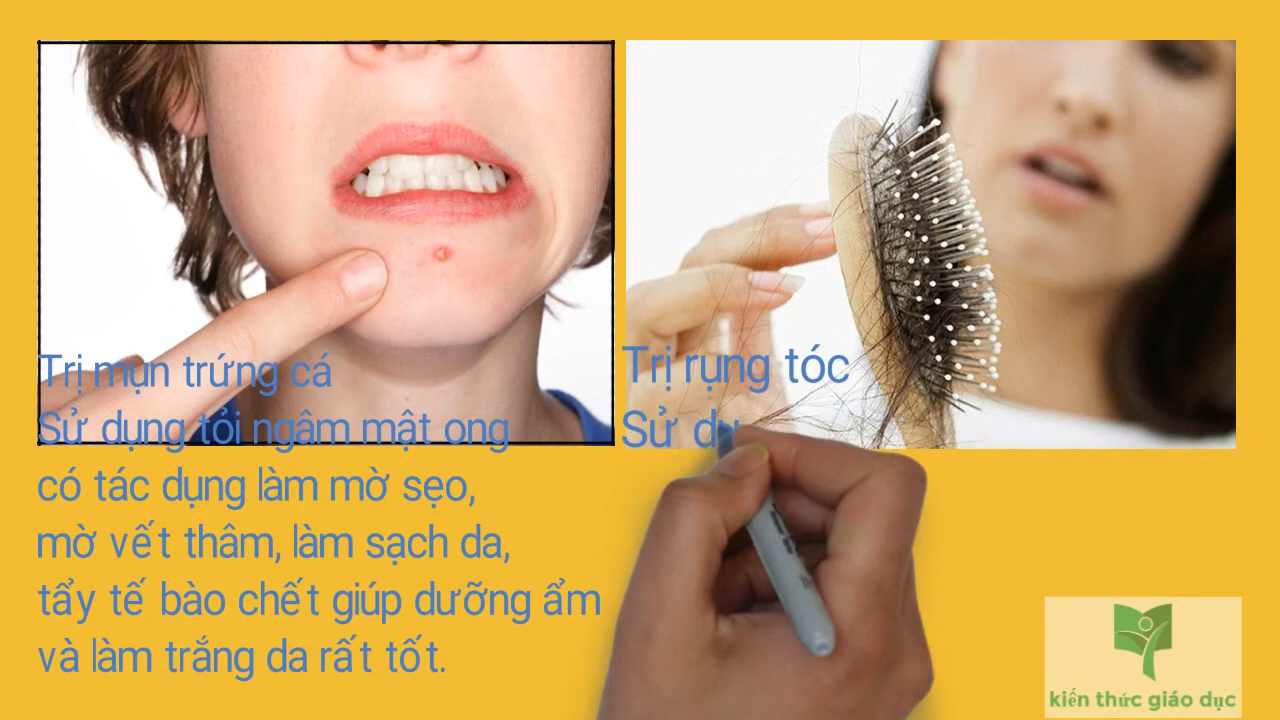 Trị mụn trứng cá
Sử dụng tỏi ngâm mật ong
có tác dụng làm mờ sẹo,
mờ vết thâm, làm sạch da,
tẩy tế bào chết giúp dưỡng ẩm
và làm trắng da rất tốt.
Trị rụng tóc
Sử
kiến thức giáo dục